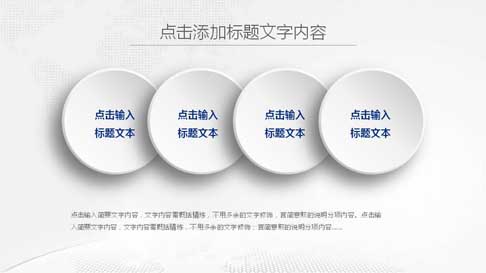 点击添加标题文字内容
点击输入
标题文本
点击输入
标题文本
点击输入
标题文本
点击输入
标题文本
点击输入简要文字内容，文字内容需概括精炼，不用多余的文字修饰，言简意赅的说明分项内容。点击输
入简要文字内容，文字内容需概括精炼，不用多余的文字修饰，言简意赅的说明分项内容……